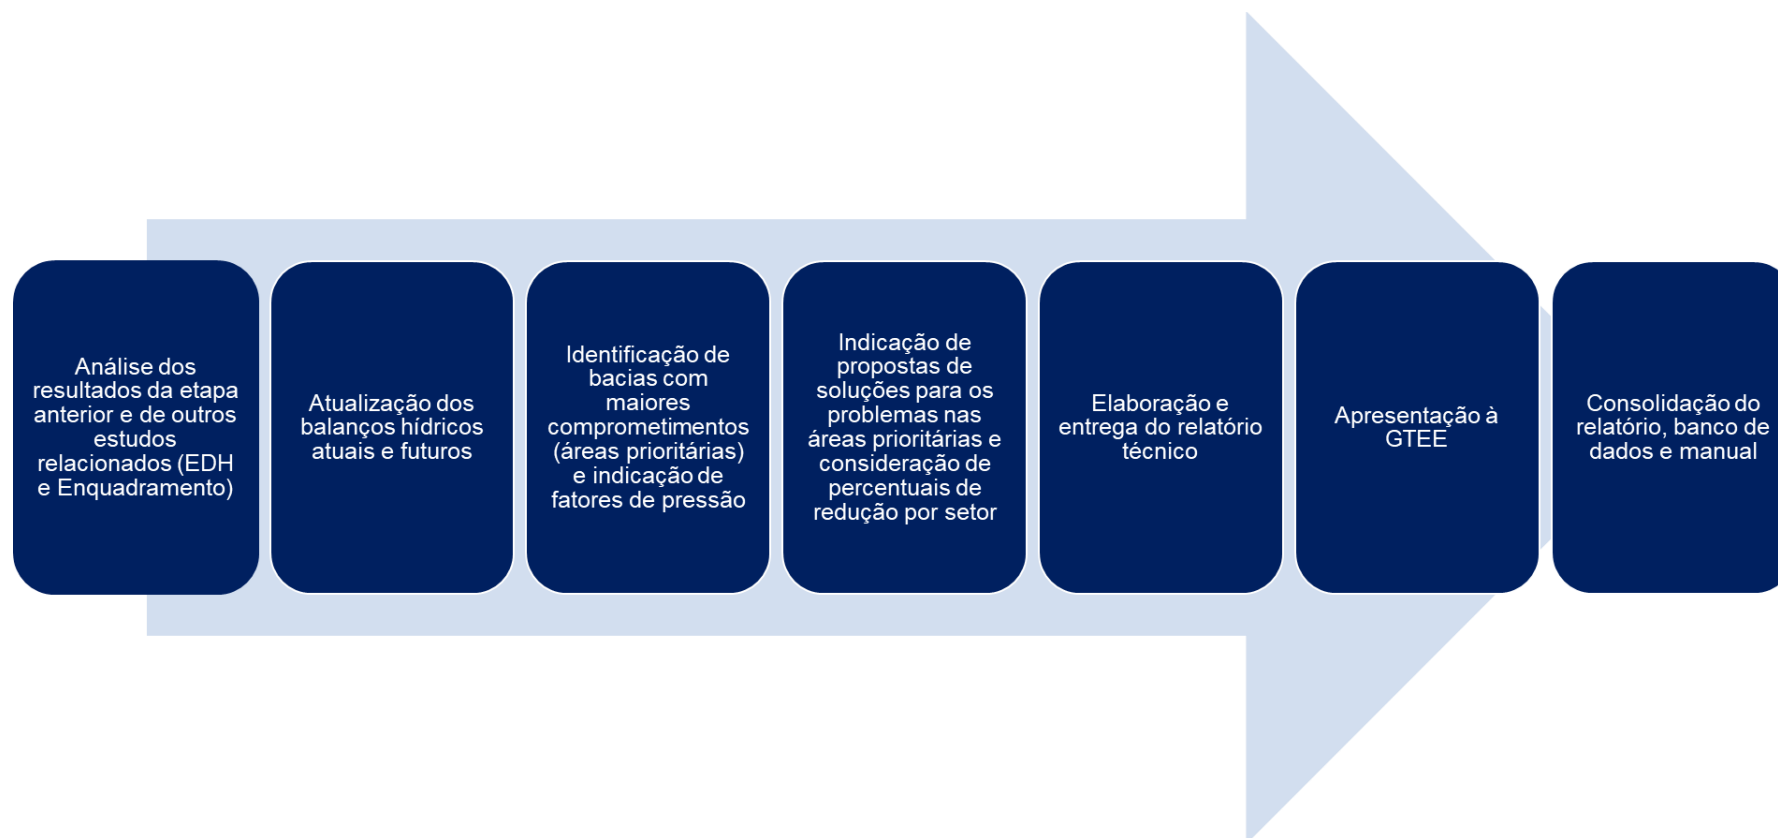 Análise dos
resultados da etapa
anterior e de outros
estudos
relacionados (EDH
e Enquadramento)
Atualização dos
balanços hídricos
atuais e futuros
Identificação de
bacias com
maiores
comprometimentos
(áreas prioritárias)
e indicação de
fatores de pressão
Indicação de
propostas de
soluções para os
problemas nas
áreas prioritárias e
consideração de
percentuais de
redução por setor
Elaboração e
entrega do relatório
técnico
Apresentação à
GTEE
Consolidação do
relatório, banco de
dados e manual